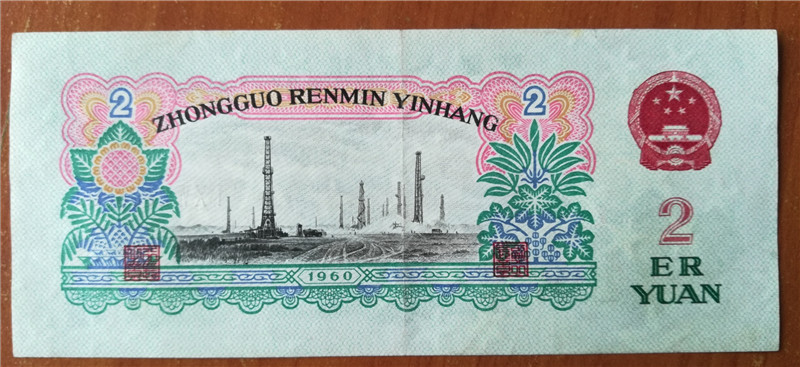 ZHONGGUO RENMIN YINHANG
2
2
1960
2
ER
YUAN